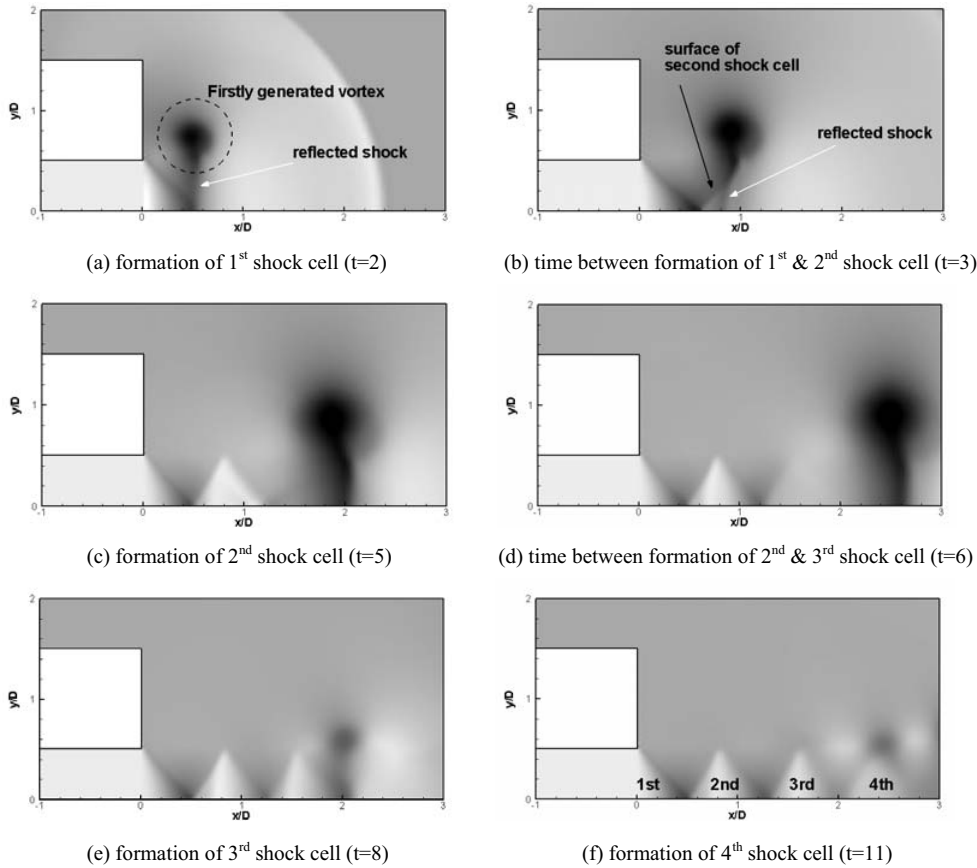 2
1
0
y/D
-1 0 1 2 3
x/D
Firstly generated vortex
reflected shock
(a) formation of 1st shock cell (t=2)
2
1
0
y/D
-1 0 1 2 3
x/D
surface of
second shock cell
reflected shock
(b) time between formation of 1st & 2nd shock cell (t=3)
2
1
0
y/D
-1 0 1 2 3
x/D
(c) formation of 2nd shock cell (t=5)
2
1
0
y/D
-1 0 1 2 3
x/D
(d) time between formation of 2nd & 3rd shock cell (t=6)
2
1
0
y/D
-1 0 1 2 3
x/D
(e) formation of 3rd shock cell (t=8)
2
1
0
y/D
1st 2nd 3rd 4th
-1 0 1 2 3
x/D
(f) formation of 4th shock cell (t=11)